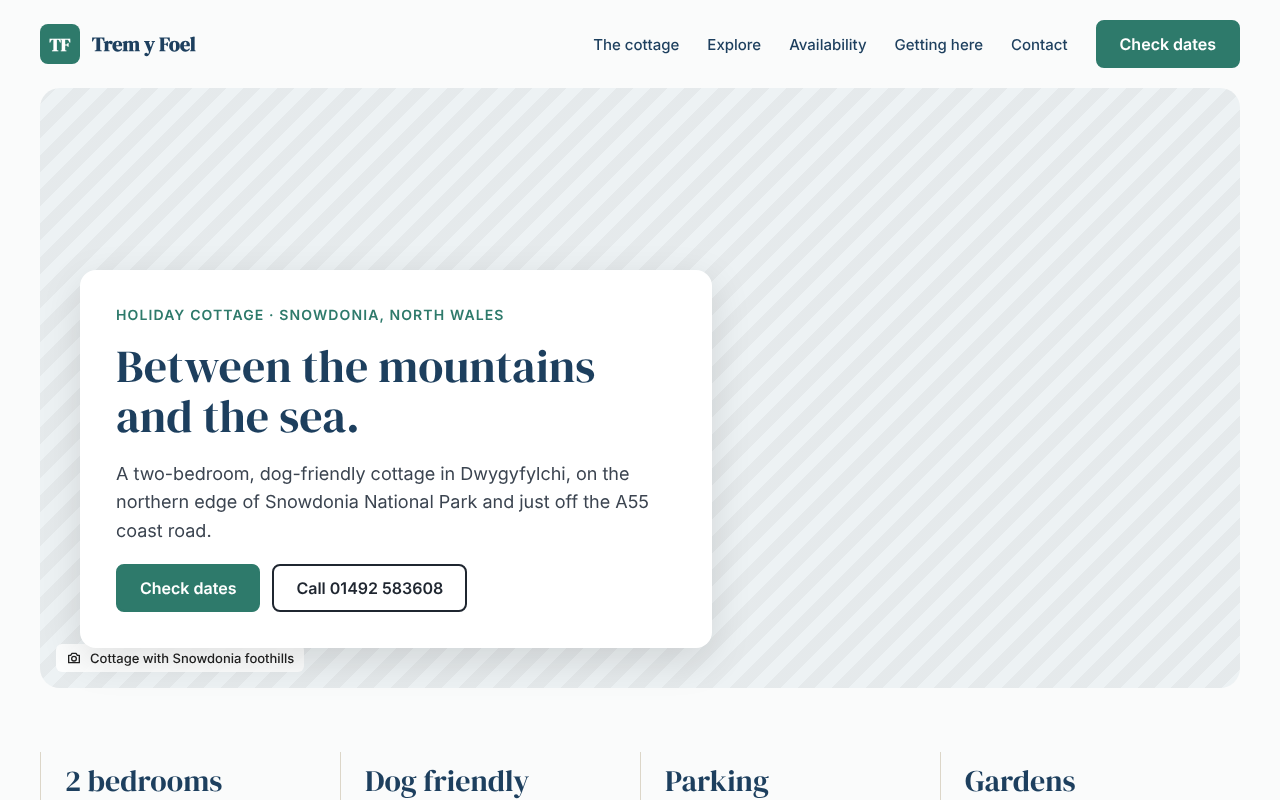 TF
Trem y Foel
The cottage
Explore
Availability
Getting here
Contact
Check dates
HOLIDAY COTTAGE · SNOWDONIA, NORTH WALES
Between the mountains
and the sea.
A two-bedroom, dog-friendly cottage in Dwygyfylchi, on the
northern edge of Snowdonia National Park and just off the A55
coast road.
Check dates
Call 01492 583608
Cottage with Snowdonia foothills
2 bedrooms
Dog friendly
Parking
Gardens